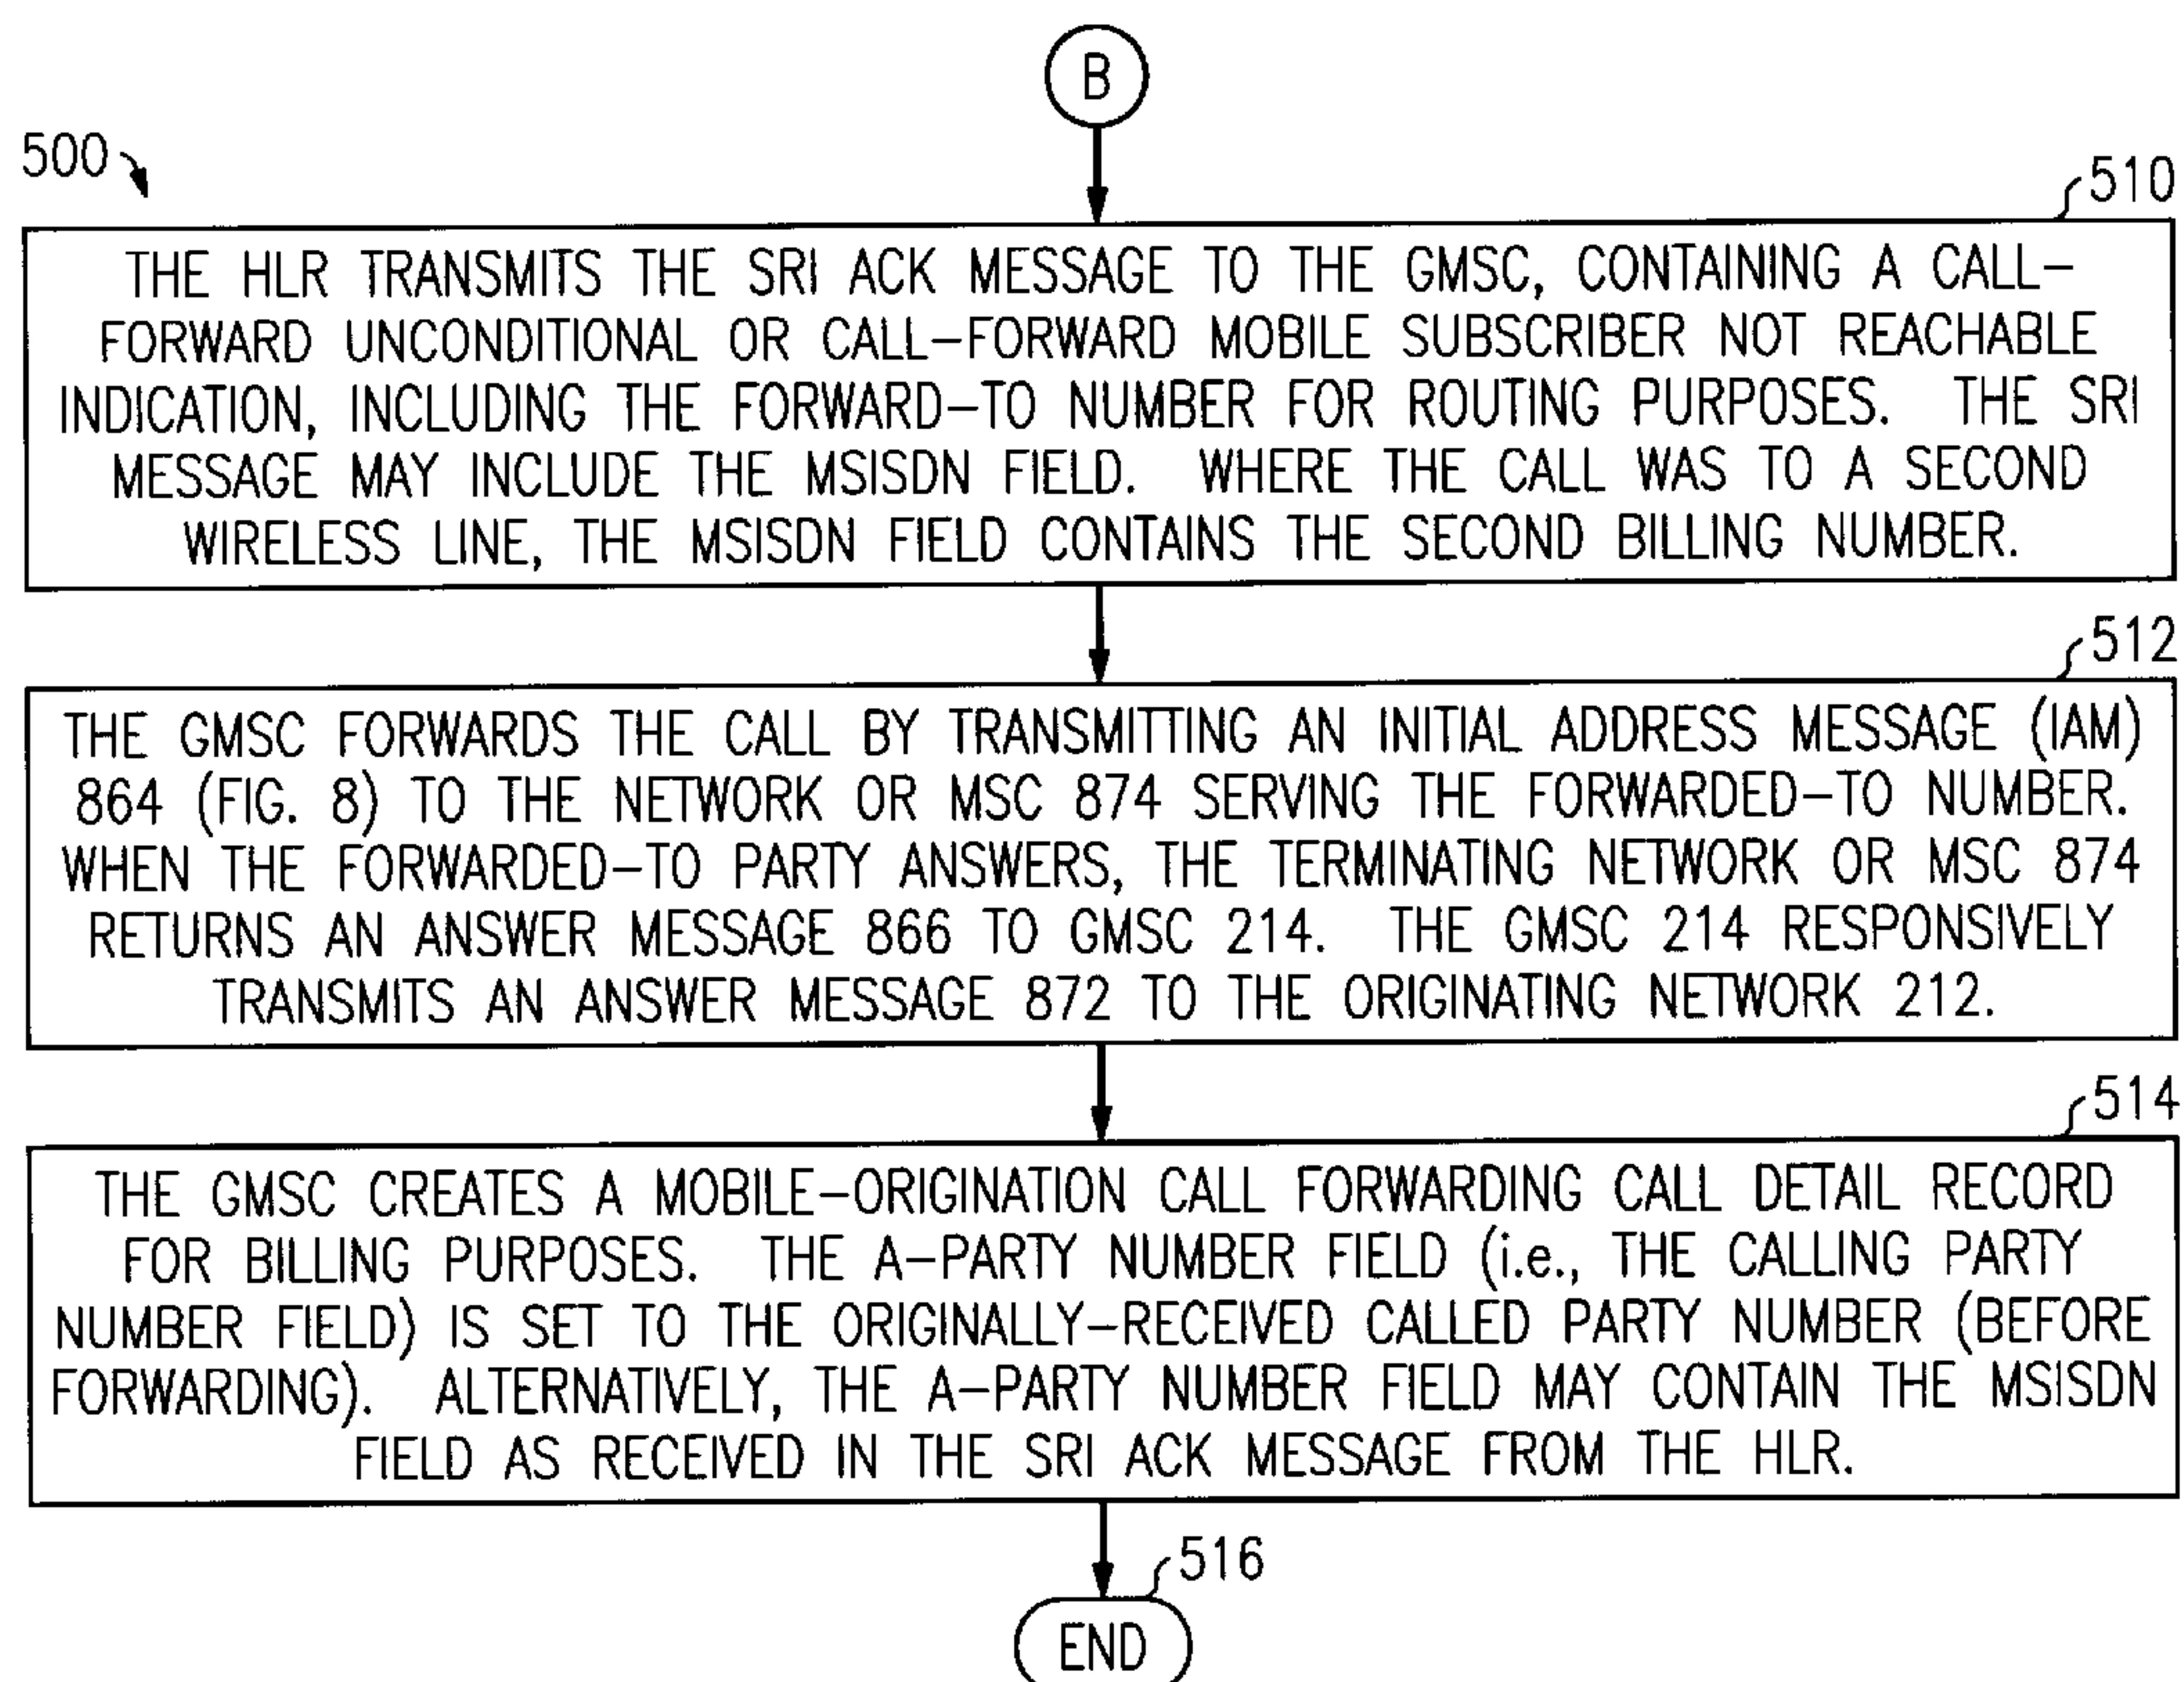 B
500
510
THE HLR TRANSMITS THE SRI ACK MESSAGE TO THE GMSC, CONTAINING A CALL-
FORWARD UNCONDITIONAL OR CALL-FORWARD MOBILE SUBSCRIBER NOT REACHABLE
INDICATION, INCLUDING THE FORWARD-TO NUMBER FOR ROUTING PURPOSES. THE SRI
MESSAGE MAY INCLUDE THE MSISDN FIELD. WHERE THE CALL WAS TO A SECOND
WIRELESS LINE, THE MSISDN FIELD CONTAINS THE SECOND BILLING NUMBER.
512
THE GMSC FORWARDS THE CALL BY TRANSMITTING AN INITIAL ADDRESS MESSAGE (IAM)
864 (FIG. 8) TO THE NETWORK OR MSC 874 SERVING THE FORWARDED-TO NUMBER.
WHEN THE FORWARDED-TO PARTY ANSWERS, THE TERMINATING NETWORK OR MSC 874
RETURNS AN ANSWER MESSAGE 866 TO GMSC 214. THE GMSC 214 RESPONSIVELY
TRANSMITS AN ANSWER MESSAGE 872 TO THE ORIGINATING NETWORK 212.
514
THE GMSC CREATES A MOBILE-ORIGINATION CALL FORWARDING CALL DETAIL RECORD
FOR BILLING PURPOSES. THE A-PARTY NUMBER FIELD (i.e., THE CALLING PARTY
NUMBER FIELD) IS SET TO THE ORIGINALLY-RECEIVED CALLED PARTY NUMBER (BEFORE
FORWARDING). ALTERNATIVELY, THE A-PARTY NUMBER FIELD MAY CONTAIN THE MSISDN
FIELD AS RECEIVED IN THE SRI ACK MESSAGE FROM THE HLR.
516
END